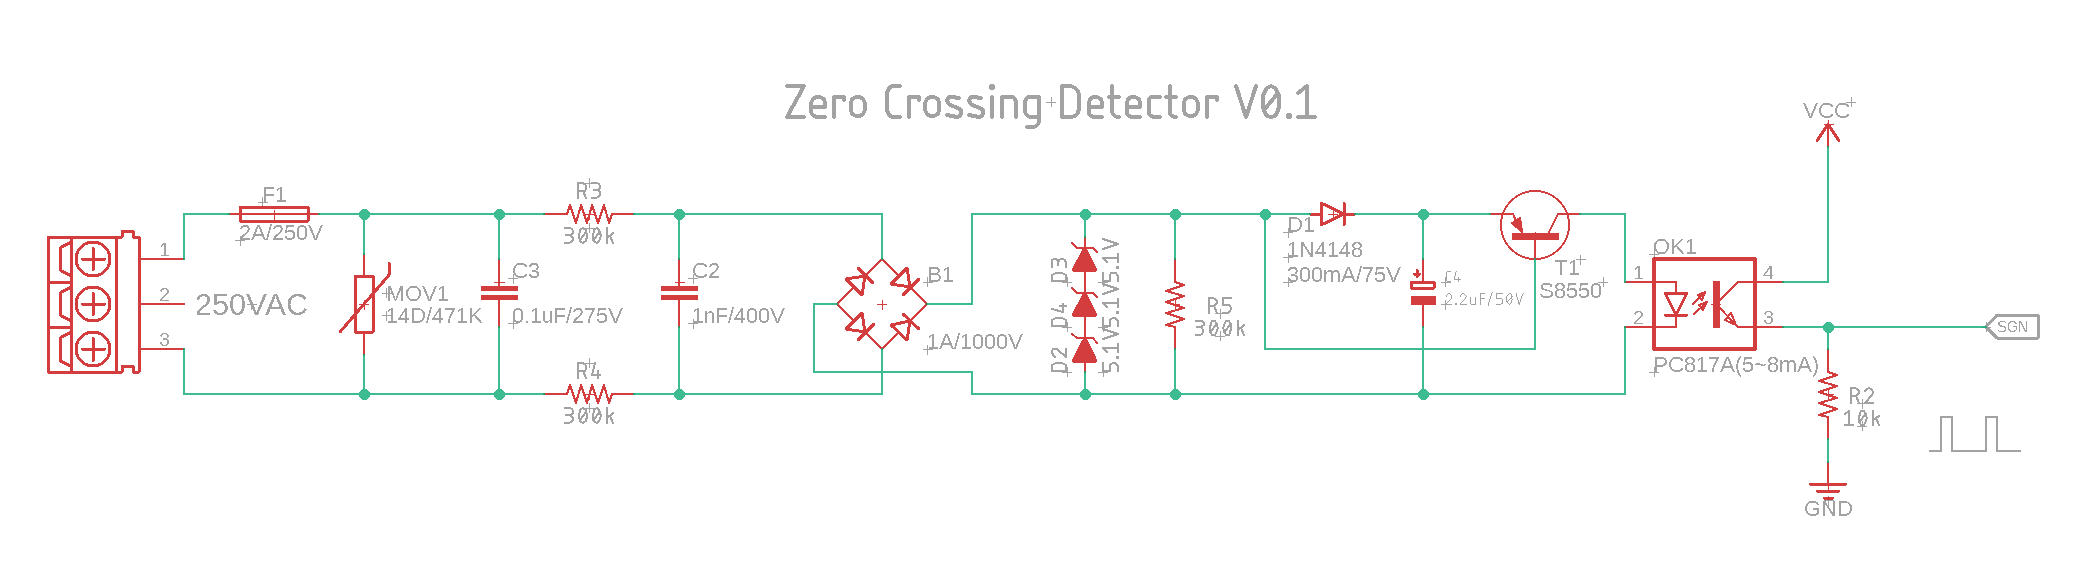 Zero Crossing Detector V0.1
VCC
F1
2A/250V
R3
300k
D1
1N4148
300mA/75V
T1
S8550
OK1
1
2
4
3
PC817A(5~8mA)
SGN
1
2
3
250VAC
MOV1
14D/471K
C3
0.1uF/275V
C2
1nF/400V
B1
1A/1000V
D3
D4
D2
5.1V
5.1V
5.1V
R5
300k
C4
2.2uF/50V
R4
300k
R2
10k
GND